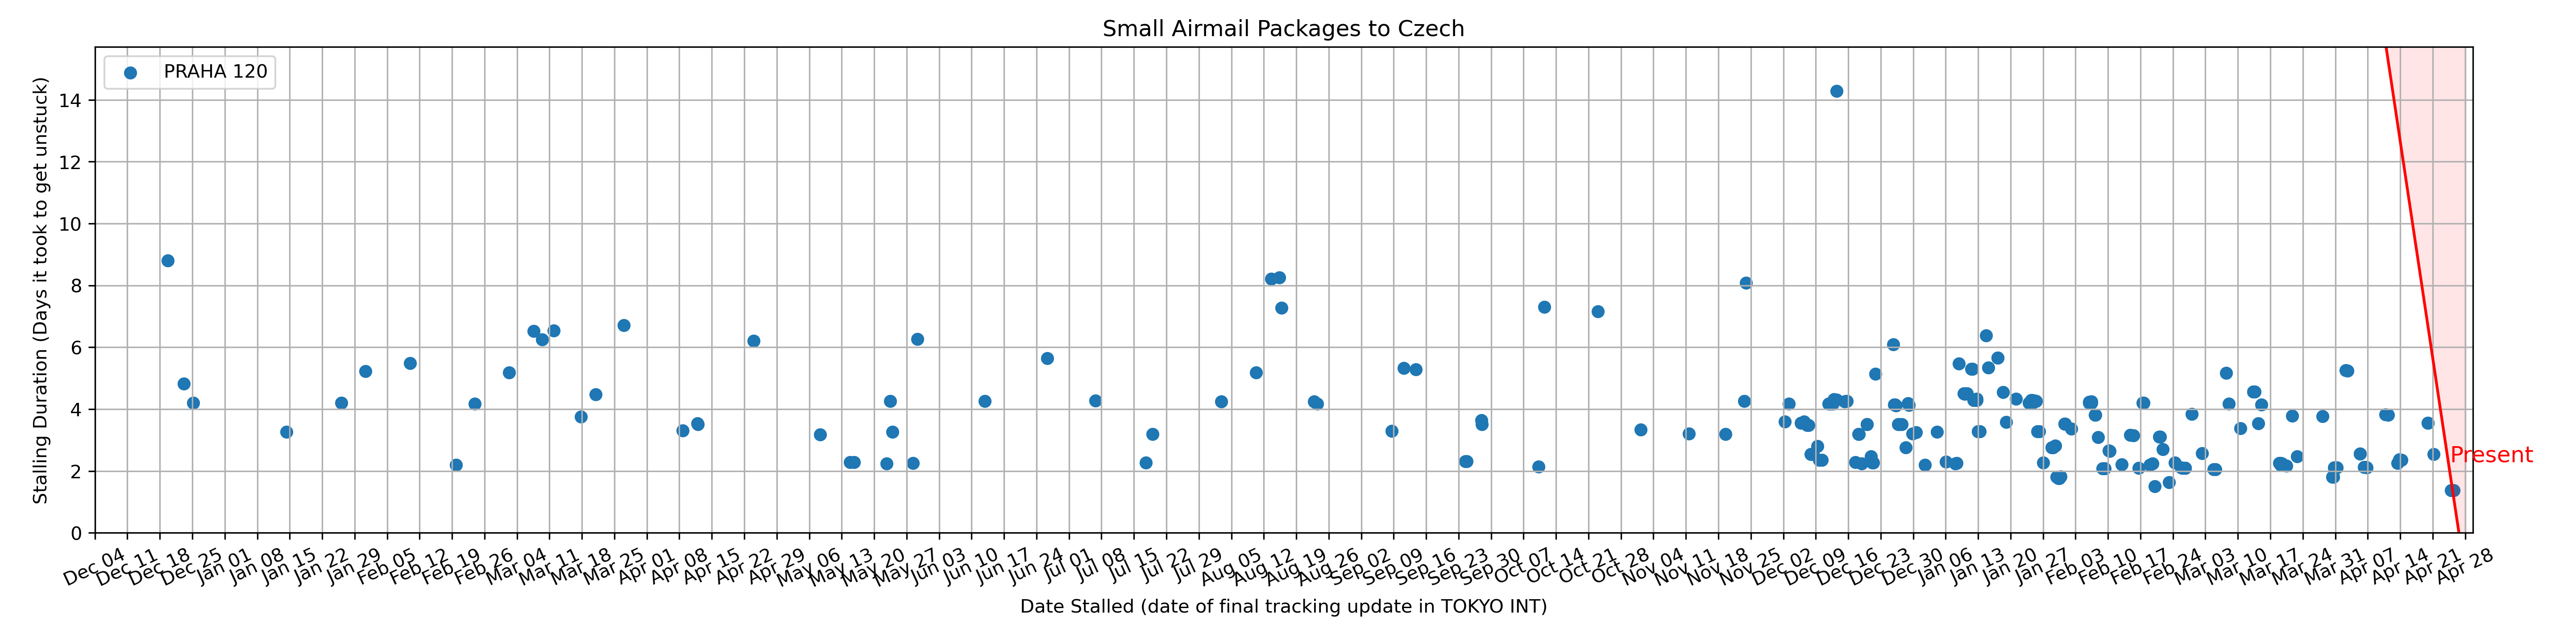 Small Airmail Packages to Czech
PRAHA 120
Stalling Duration (Days it took to get unstuck)
14
12
10
8
6
4
2
0
Present
Dec 04
Dec 11
Dec 18
Dec 25
Jan 01
Jan 08
Jan 15
Jan 22
Jan 29
Feb 05
Feb 12
Feb 19
Feb 26
Mar 04
Mar 11
Mar 18
Mar 25
Apr 01
Apr 08
Apr 15
Apr 22
Apr 29
May 06
May 13
May 20
May 27
Jun 03
Jun 10
Jun 17
Jun 24
Jul 01
Jul 08
Jul 15
Jul 22
Jul 29
Aug 05
Aug 12
Aug 19
Aug 26
Sep 02
Sep 09
Sep 16
Sep 23
Sep 30
Oct 07
Oct 14
Oct 21
Oct 28
Nov 04
Nov 11
Nov 18
Nov 25
Dec 02
Dec 09
Dec 16
Dec 23
Dec 30
Jan 06
Jan 13
Jan 20
Jan 27
Feb 03
Feb 10
Feb 17
Feb 24
Mar 03
Mar 10
Mar 17
Mar 24
Mar 31
Apr 07
Apr 14
Apr 21
Apr 28
Date Stalled (date of final tracking update in TOKYO INT)